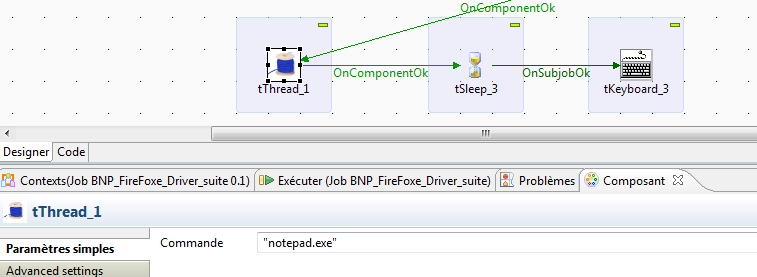 OnComponentOk
OnComponentOk
OnSubjobOk
tThread_1
tSleep_3
tKeyboard_3
Designer
Code
Contexts(Job BNP_FireFoxe_Driver_suite 0.1)
Exécuter (Job BNP_FireFoxe_Driver_suite)
Problèmes
Composant
tThread_1
Paramètres simples
Commande
"notepad.exe"
Advanced settings